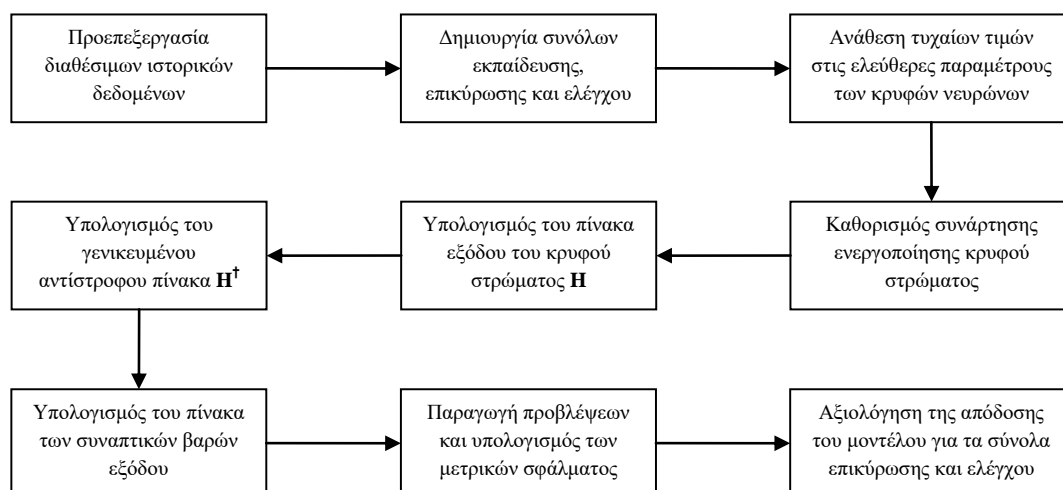 Προεπεξεργασία
διαθέσιμων ιστορικών
δεδομένων
Δημιουργία συνόλων
εκπαίδευσης,
επικύρωσης και ελέγχου
Ανάθεση τυχαίων τιμών
στις ελεύθερες παραμέτρους
των κρυφών νευρώνων
Καθορισμός συνάρτησης
ενεργοποίησης κρυφού
στρώματος
Υπολογισμός του πίνακα
εξόδου του κρυφού
στρώματος H
Υπολογισμός του
γενικευμένου
αντίστροφου πίνακα H†
Υπολογισμός του πίνακα
των συναπτικών βαρών
εξόδου
Παραγωγή προβλέψεων
και υπολογισμός των
μετρικών σφάλματος
Αξιολόγηση της απόδοσης
του μοντέλου για τα σύνολα
επικύρωσης και ελέγχου